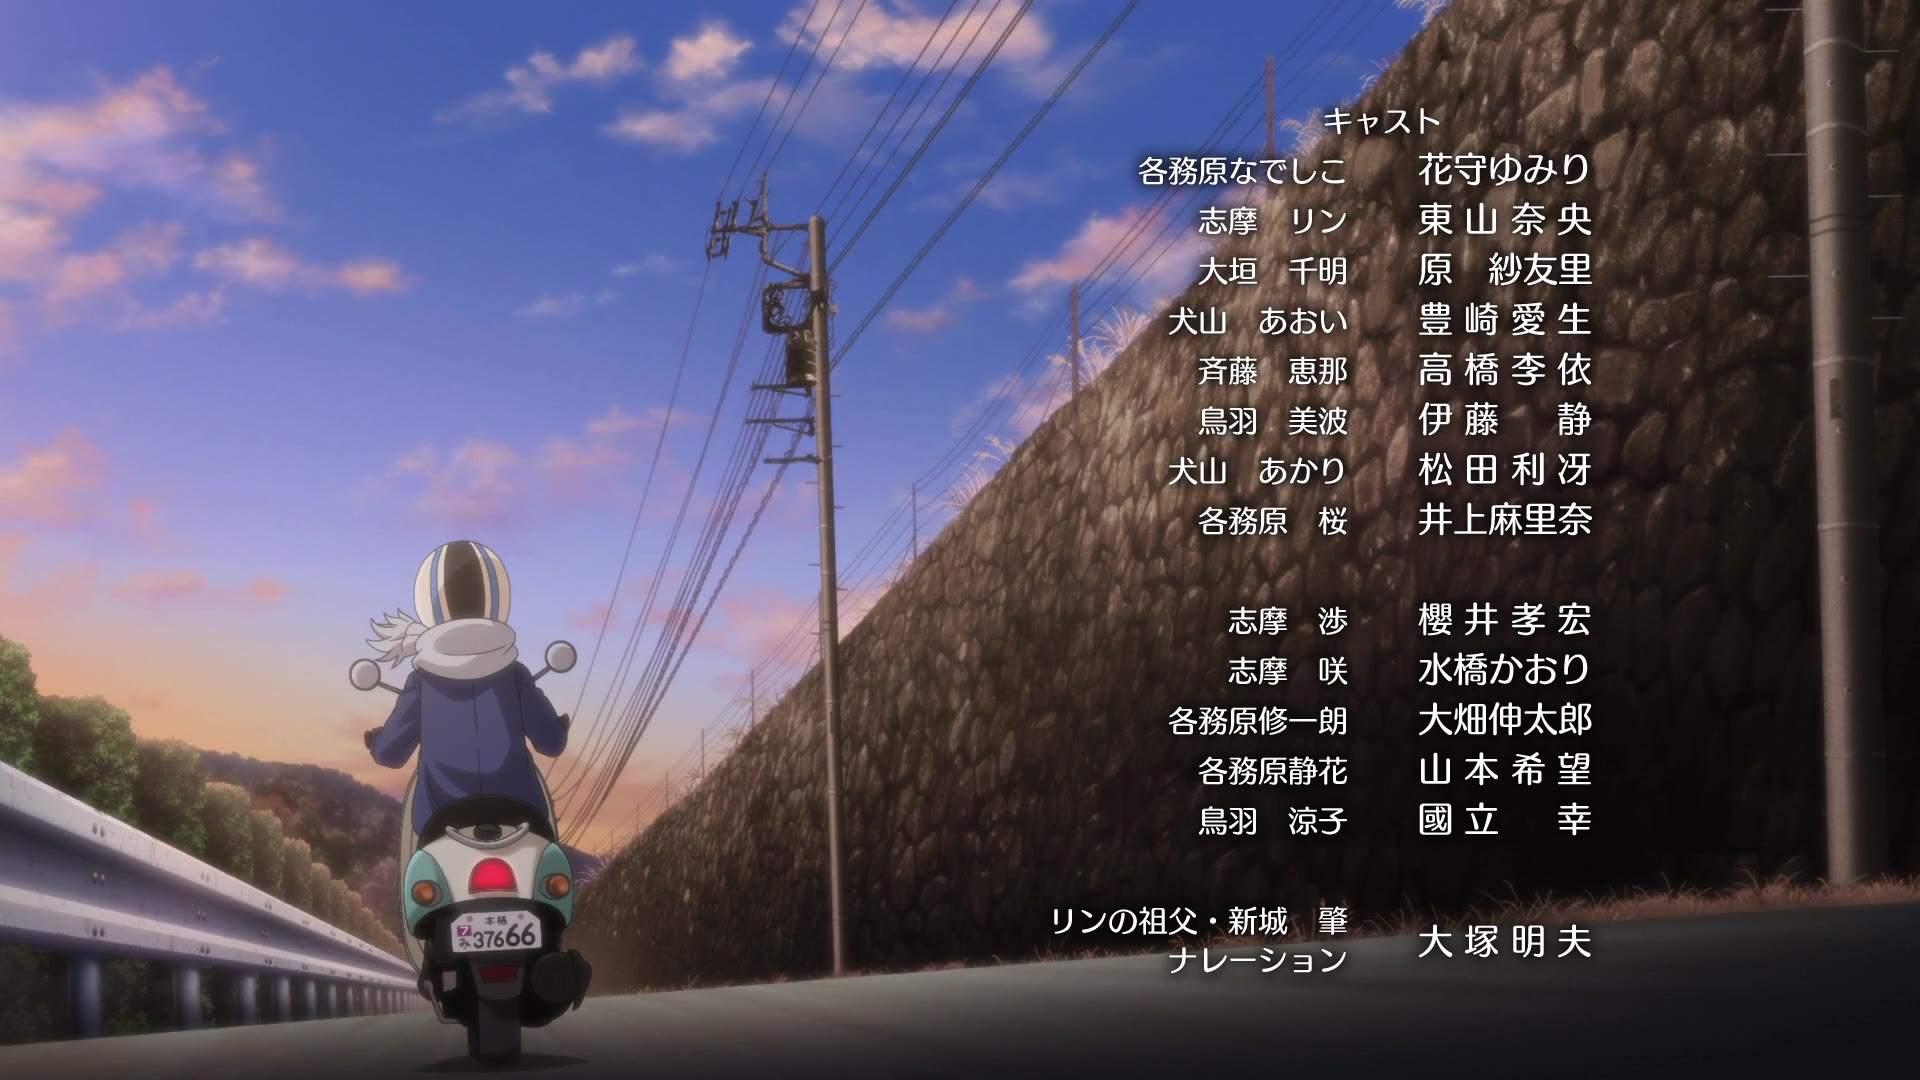 キャスト
各務原なでしこ　花守ゆみり
志摩　リン　東山奈央
大垣　千明　原　紗友里
犬山　あおい　豊崎愛生
斉藤　恵那　高橋李依
鳥羽　美波　伊藤　静
犬山　あかり　松田利冴
各務原　桜　井上麻里奈
志摩　渉　櫻井孝宏
志摩　咲　水橋かおり
各務原修一朗　大畑伸太郎
各務原静花　山本希望
鳥羽　涼子　國立　幸
リンの祖父・新城　肇
ナレーション　大塚明夫
本栖
ア
み 37666